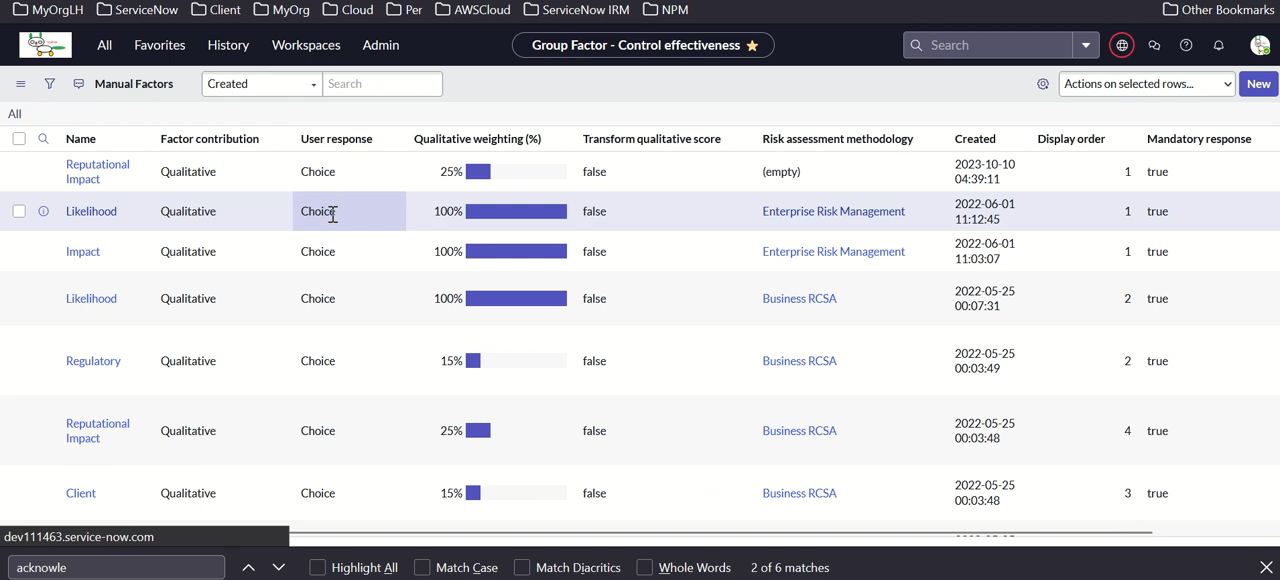 MyOrgLH ServiceNow Client MyOrg Cloud Per AWSCloud ServiceNow IRM NPM Other Bookmarks
All Favorites History Workspaces Admin Group Factor - Control effectiveness Search
Manual Factors Created Search Actions on selected rows... New
All
Name Factor contribution User response Qualitative weighting (%) Transform qualitative score Risk assessment methodology Created Display order Mandatory response
Reputational Impact Qualitative Choice 25% false (empty) 2023-10-10 04:39:11 1 true
Likelihood Qualitative Choice 100% false Enterprise Risk Management 2022-06-01 11:12:45 1 true
Impact Qualitative Choice 100% false Enterprise Risk Management 2022-06-01 11:03:07 1 true
Likelihood Qualitative Choice 100% false Business RCSA 2022-05-25 00:07:31 2 true
Regulatory Qualitative Choice 15% false Business RCSA 2022-05-25 00:03:49 2 true
Reputational Impact Qualitative Choice 25% false Business RCSA 2022-05-25 00:03:48 4 true
Client Qualitative Choice 15% false Business RCSA 2022-05-25 00:03:48 3 true
dev111463.service-now.com
acknowle Highlight All Match Case Match Diacritics Whole Words 2 of 6 matches